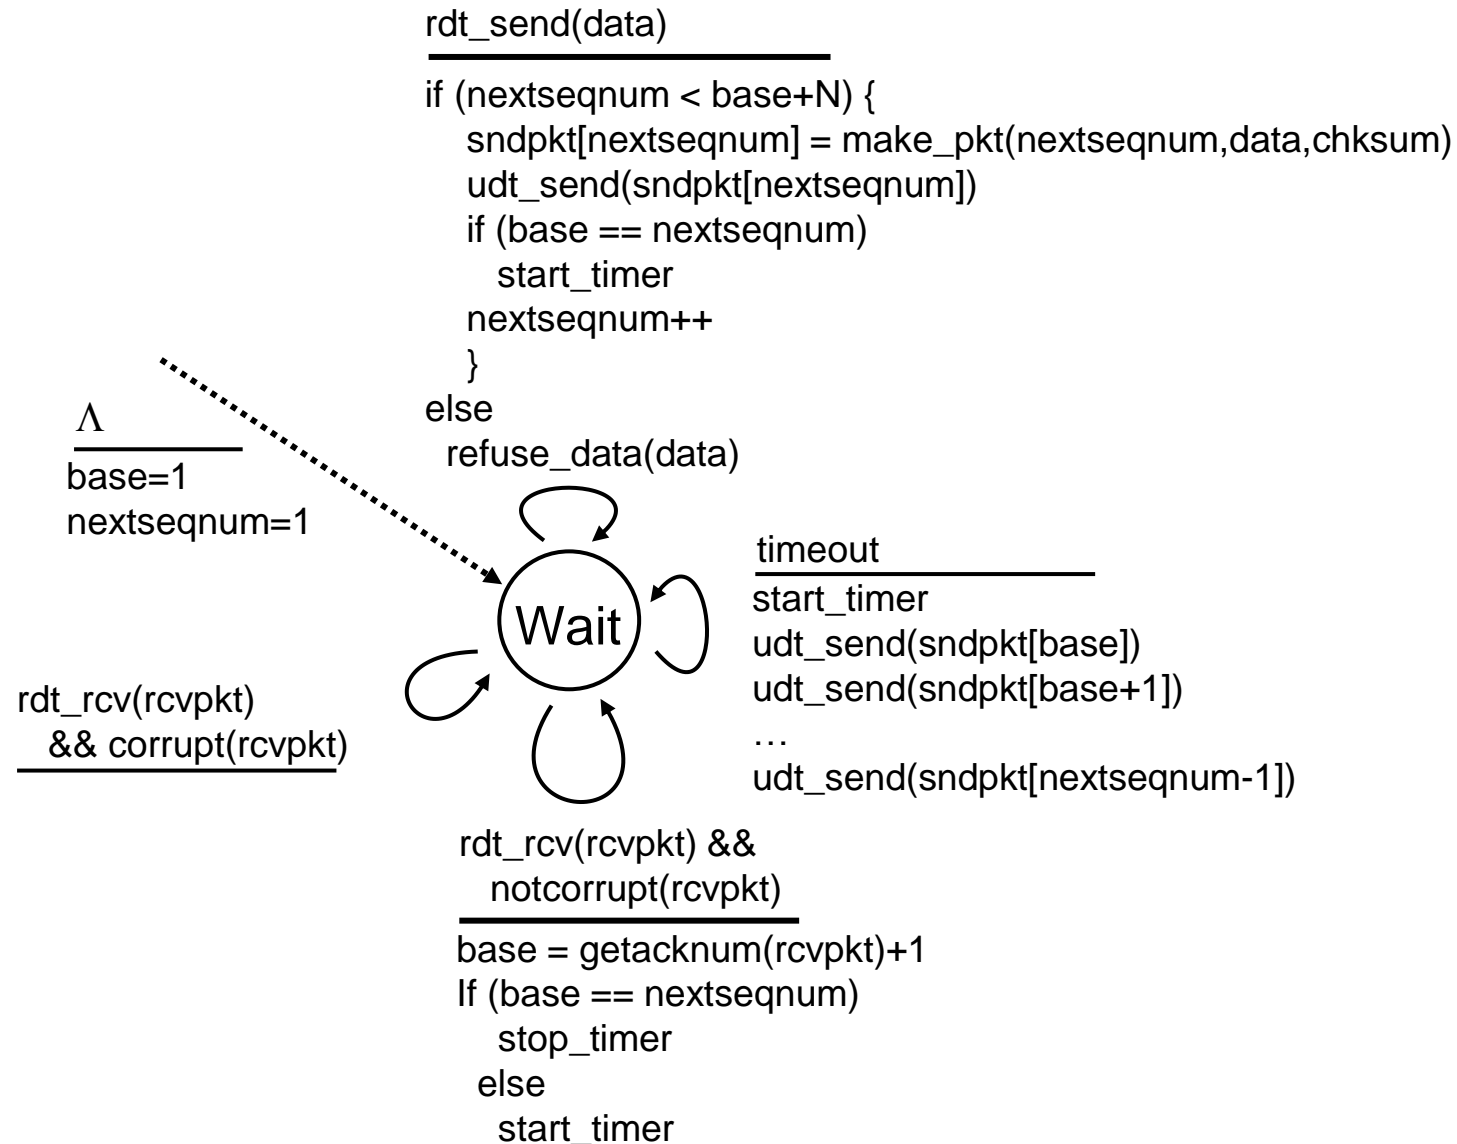 rdt_send(data)
if (nextseqnum < base+N) {
sndpkt[nextseqnum] = make_pkt(nextseqnum,data,chksum)
udt_send(sndpkt[nextseqnum])
if (base == nextseqnum)
start_timer
nextseqnum++
}
else
refuse_data(data)
Λ
base=1
nextseqnum=1
Wait
timeout
start_timer
udt_send(sndpkt[base])
udt_send(sndpkt[base+1])
…
udt_send(sndpkt[nextseqnum-1])
rdt_rcv(rcvpkt)
&& corrupt(rcvpkt)
rdt_rcv(rcvpkt) &&
notcorrupt(rcvpkt)
base = getacknum(rcvpkt)+1
If (base == nextseqnum)
stop_timer
else
start_timer